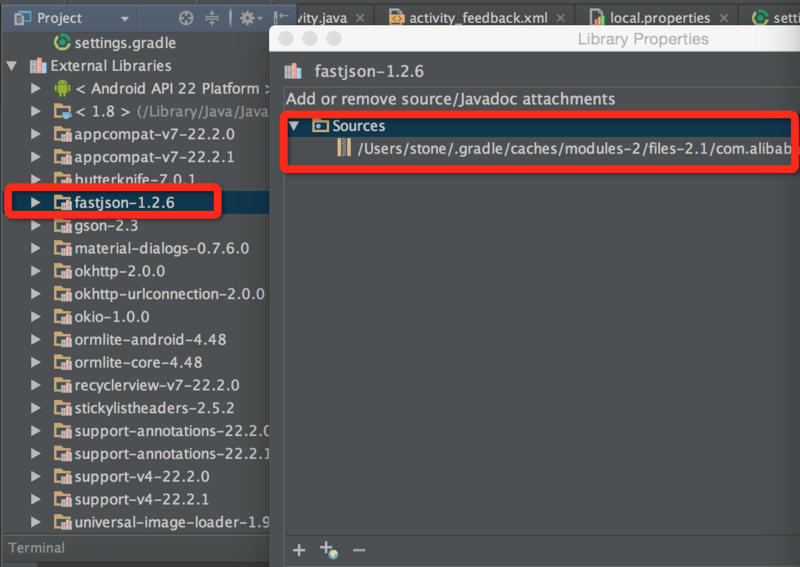 Project
vity.java
activity_feedback.xml
local.properties
settings.gradle
External Libraries
< Android API 22 Platform >
< 1.8 > (/Library/Java/Java
appcompat-v7-22.2.0
appcompat-v7-22.2.1
butterknife-7.0.1
fastjson-1.2.6
gson-2.3
material-dialogs-0.7.6.0
okhttp-2.0.0
okhttp-urlconnection-2.0.0
okio-1.0.0
ormlite-android-4.48
ormlite-core-4.48
recyclerview-v7-22.2.0
stickylistheaders-2.5.2
support-annotations-22.2.0
support-annotations-22.2.1
support-v4-22.2.0
support-v4-22.2.1
universal-image-loader-1.9
Terminal
Library Properties
fastjson-1.2.6
Add or remove source/Javadoc attachments
Sources
/Users/stone/.gradle/caches/modules-2/files-2.1/com.alibab